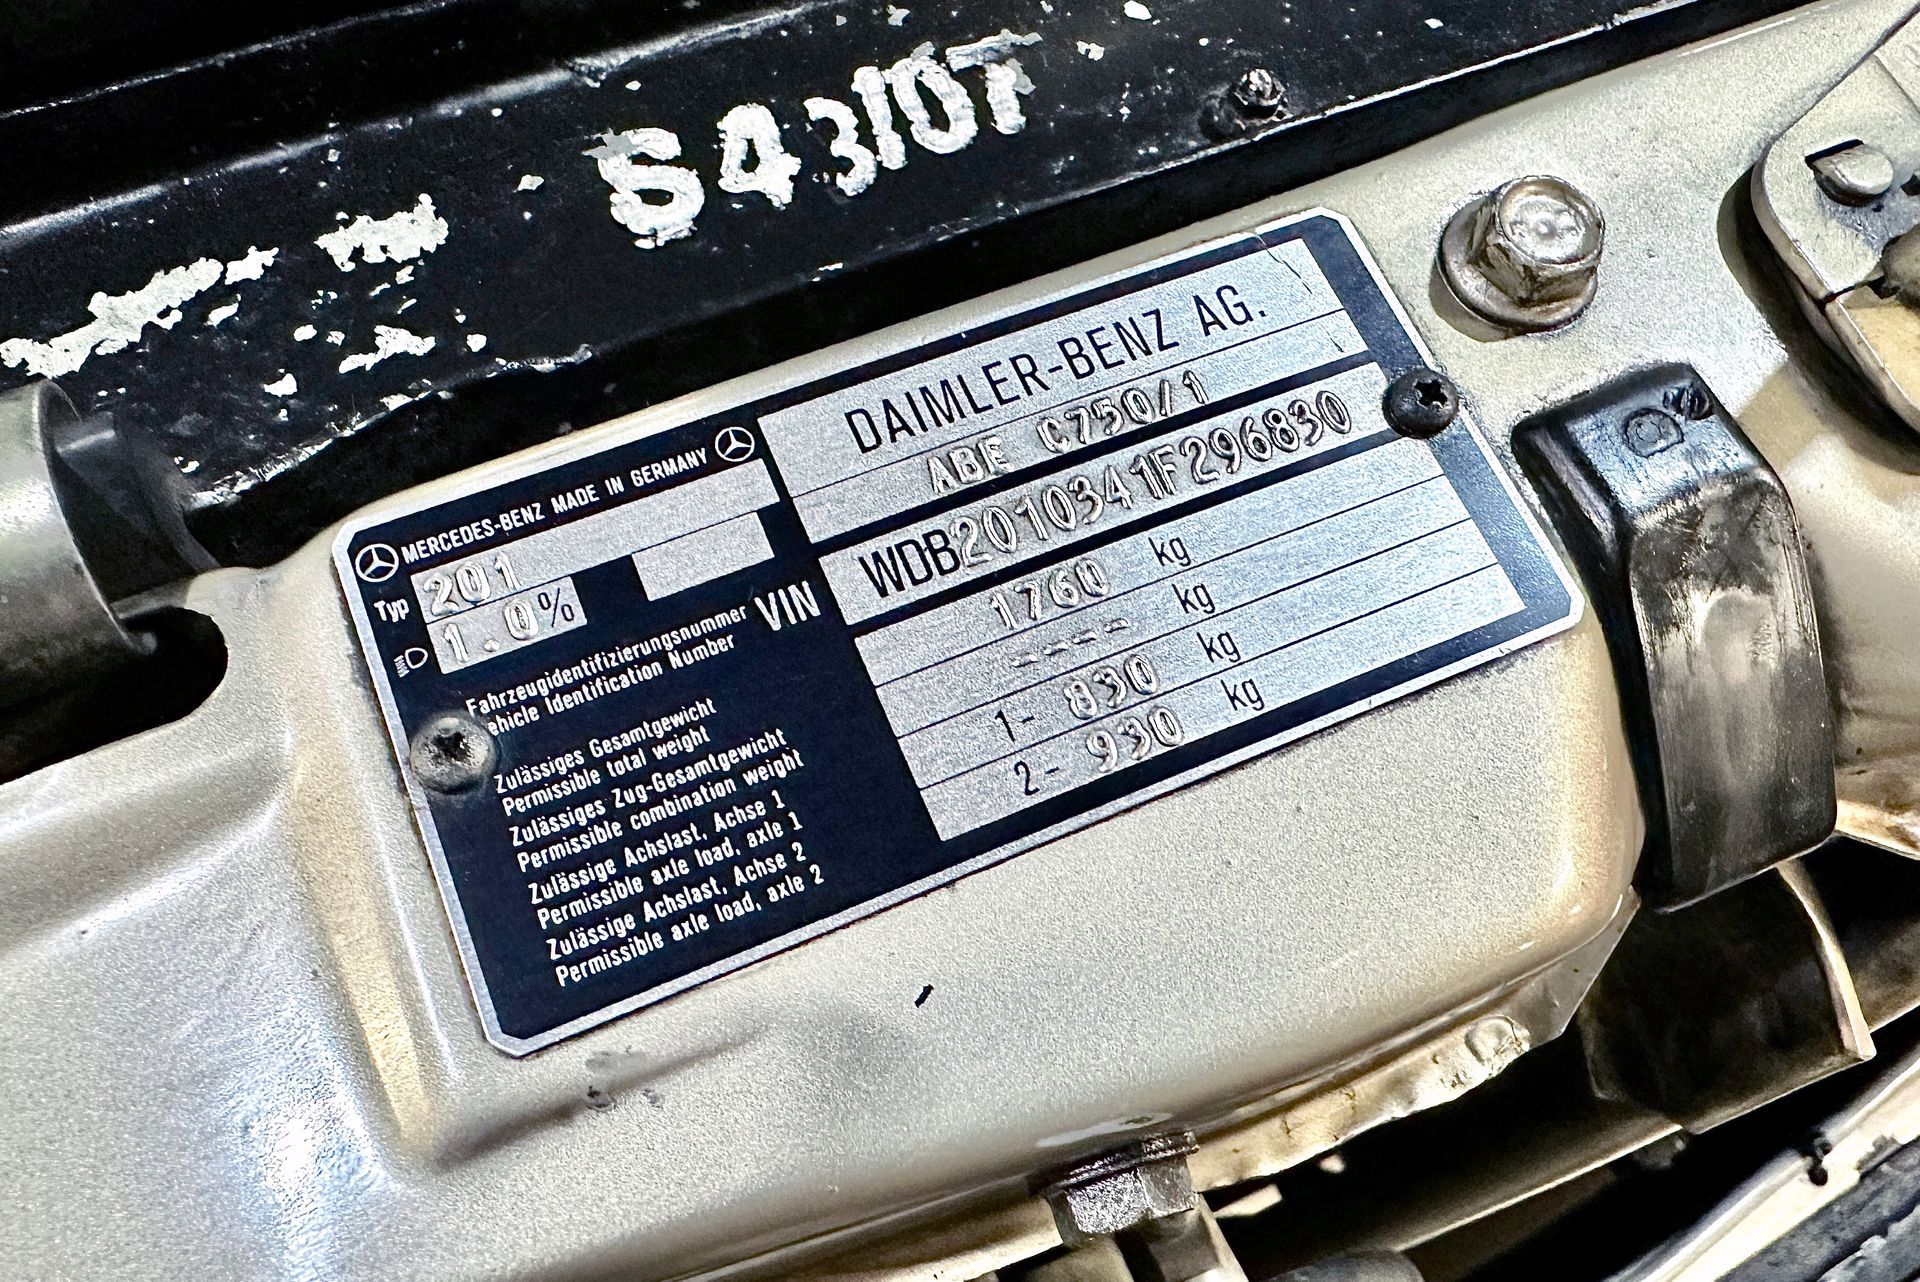 S43/0T
DAIMLER-BENZ AG.
ABE C750/1
MERCEDES-BENZ MADE IN GERMANY
Typ 201
1.0%
Fahrzeugidentifizierungsnummer
ehicle Identification Number
VIN WDB2010341F296830
Zulässiges Gesamtgewicht
Permissible total weight
1760 kg
Zulässiges Zug-Gesamtgewicht
Permissible combination weight
---- kg
Zulässige Achslast, Achse 1
Permissible axle load, axle 1
1- 830 kg
Zulässige Achslast, Achse 2
Permissible axle load, axle 2
2- 930 kg